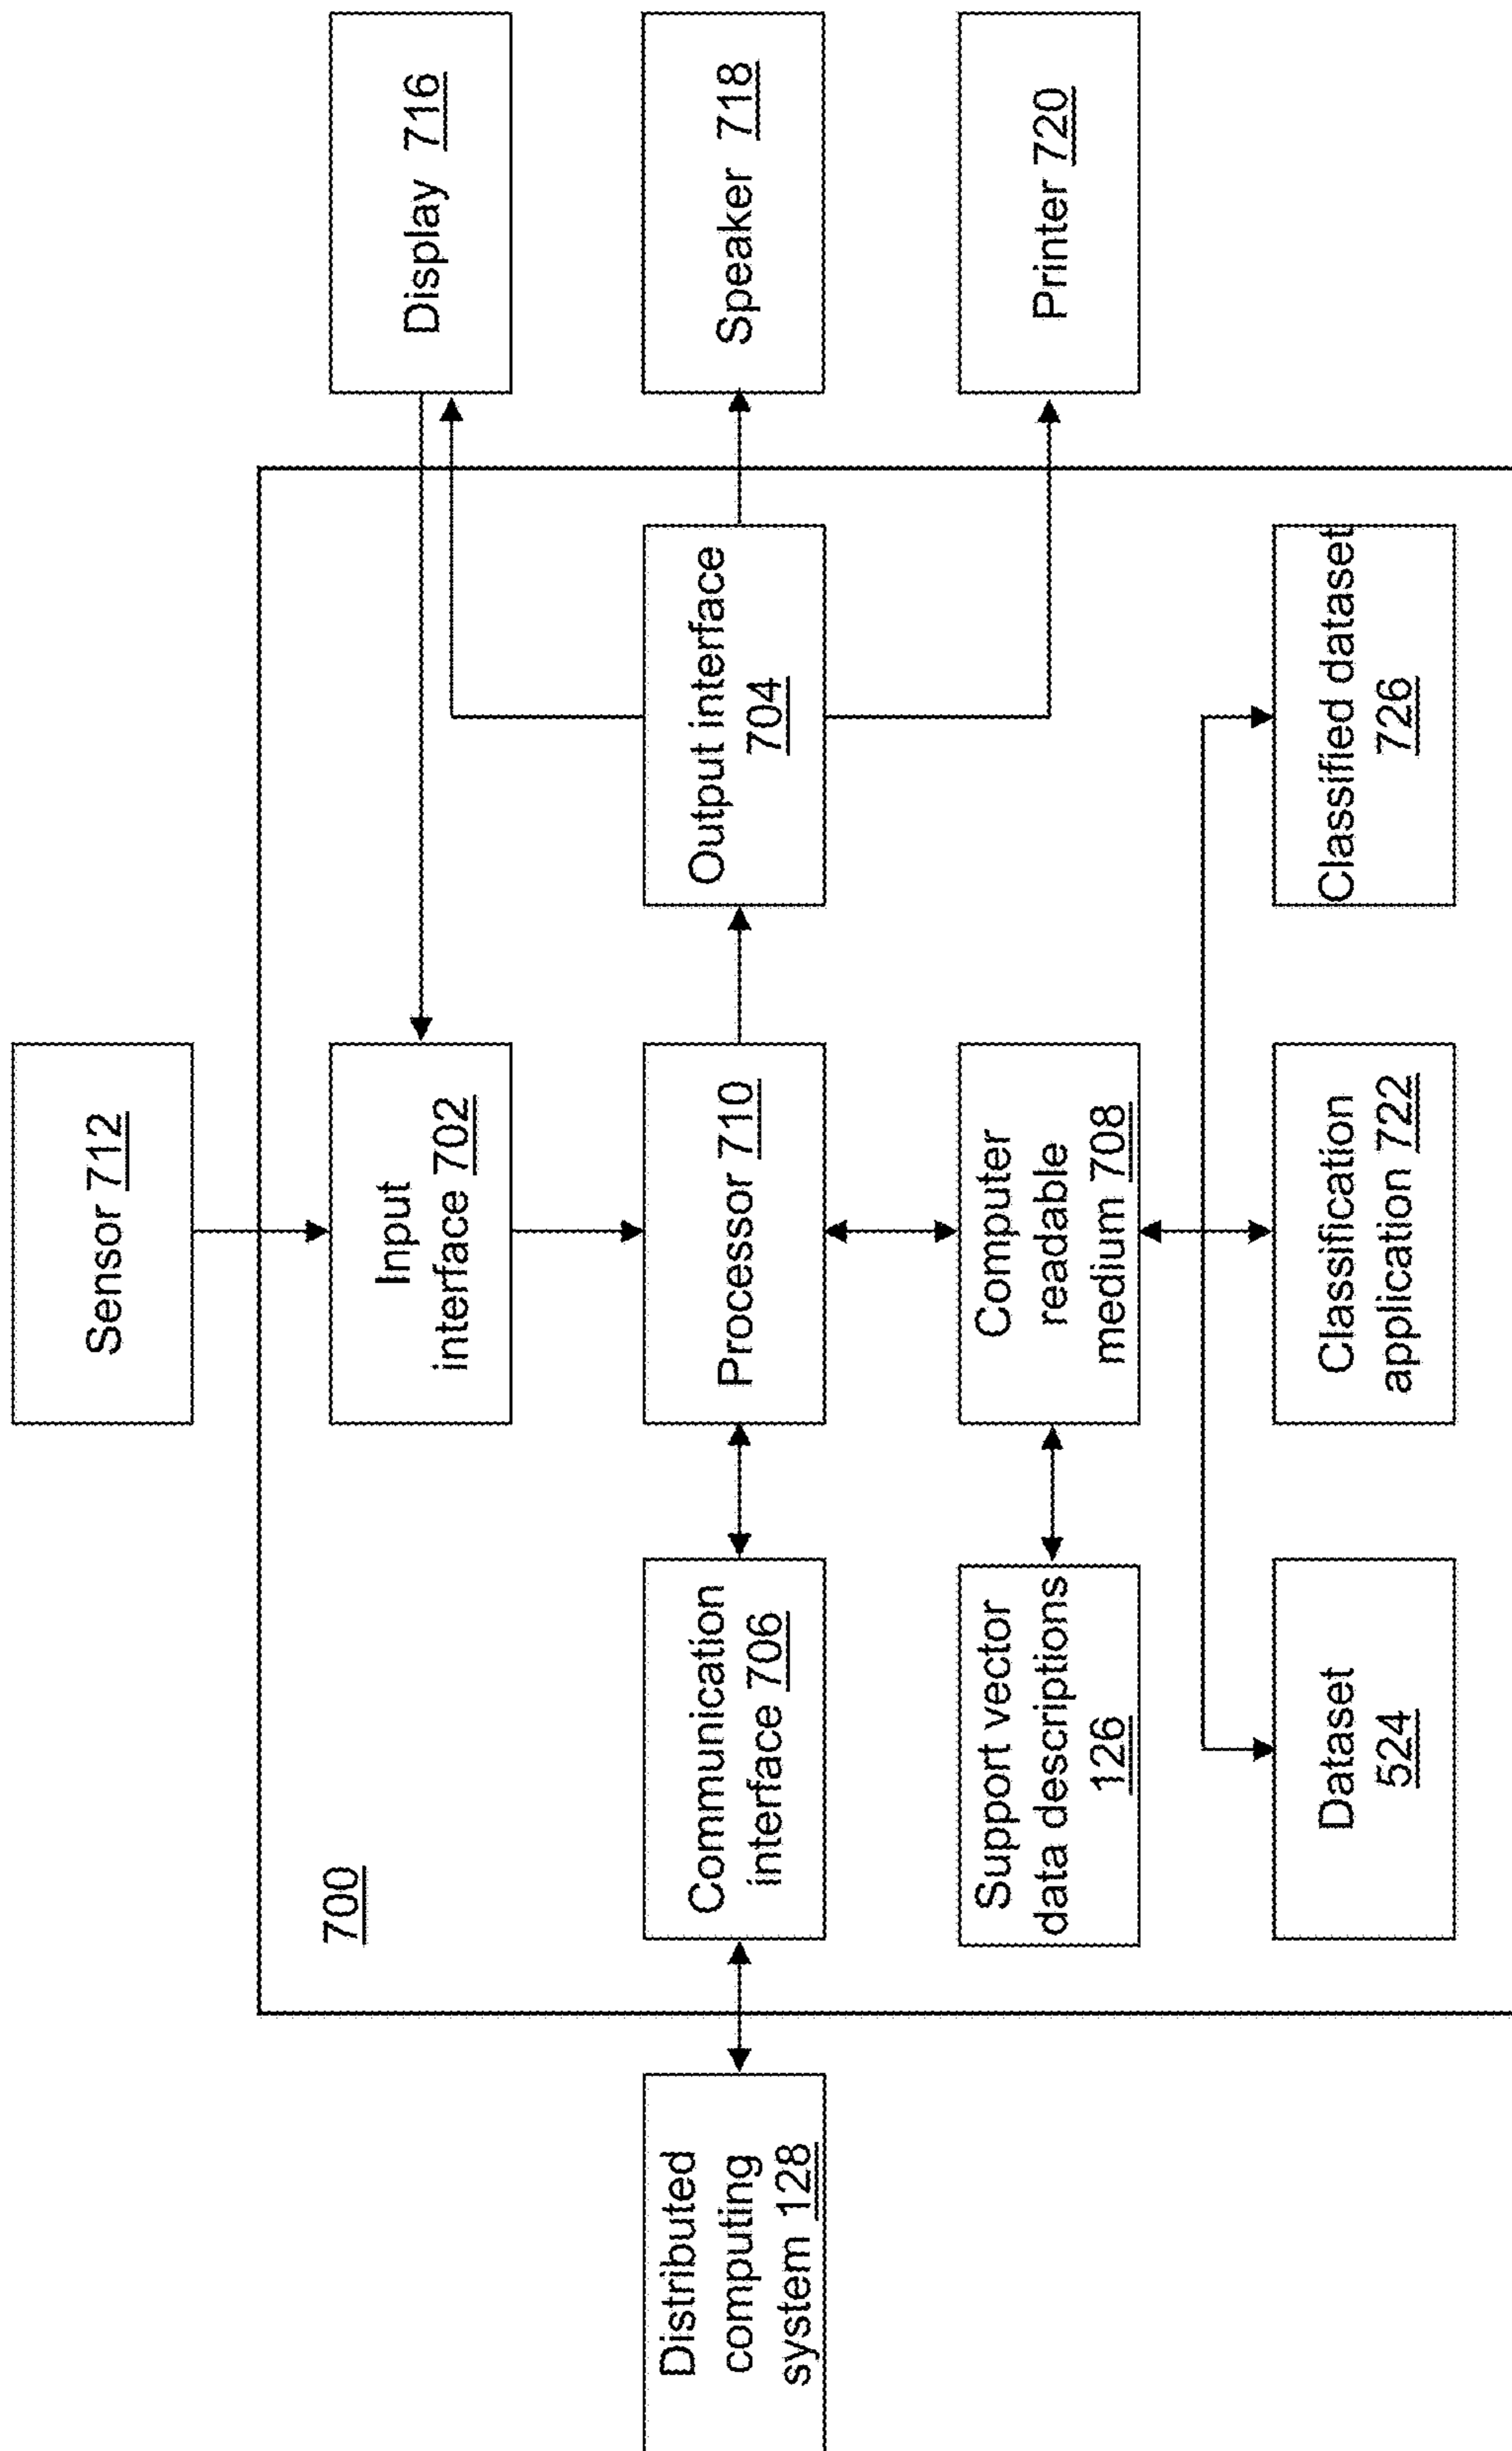 Sensor 712
700
Input
interface 702
Display 716
Distributed
computing
system 128
Communication
interface 706
Processor 710
Output interface
704
Speaker 718
Support vector
data descriptions
126
Computer
readable
medium 708
Printer 720
Dataset
524
Classification
application 722
Classified dataset
726